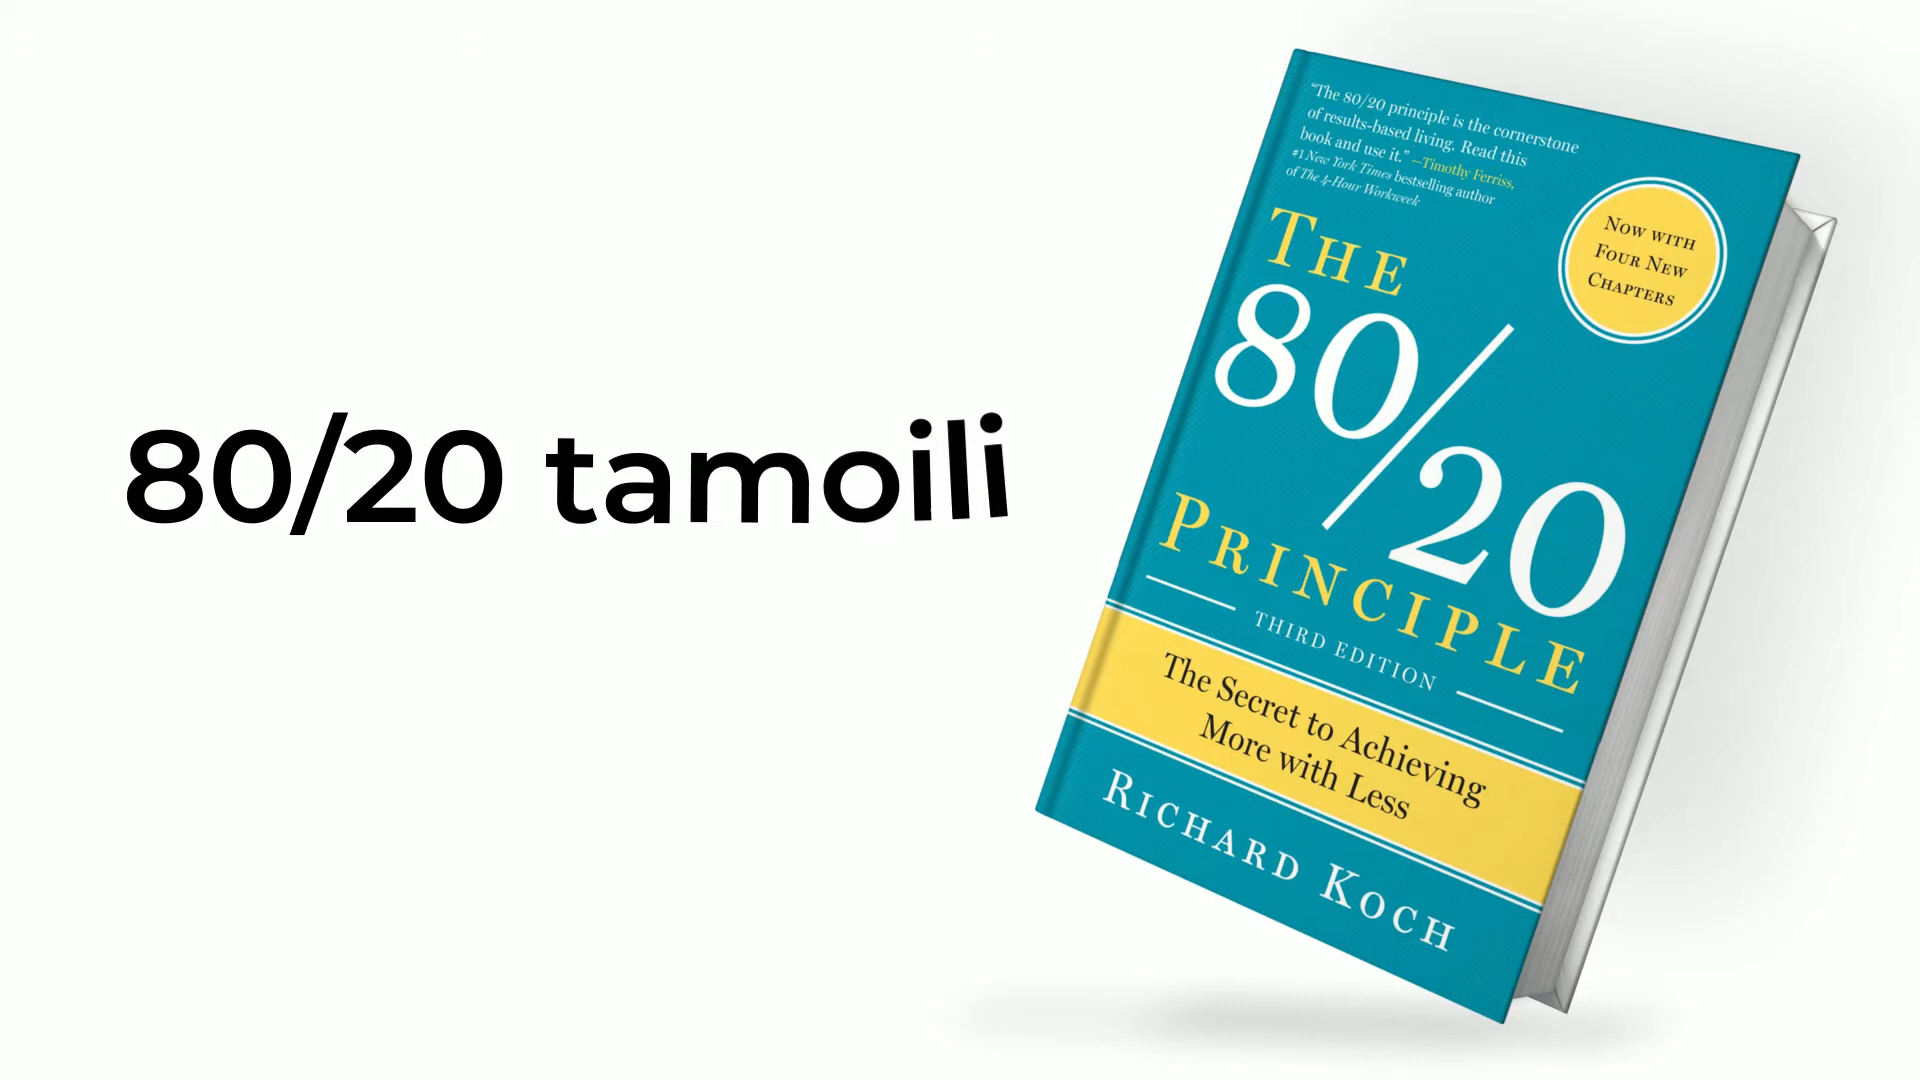 80/20 tamoili
“The 80/20 principle is the cornerstone
of results-based living. Read this
book and use it.” —Timothy Ferriss,
#1 New York Times bestselling author
of The 4-Hour Workweek
NOW WITH
FOUR NEW
CHAPTERS
THE
80/20
PRINCIPLE
THIRD EDITION
The Secret to Achieving
More with Less
RICHARD KOCH